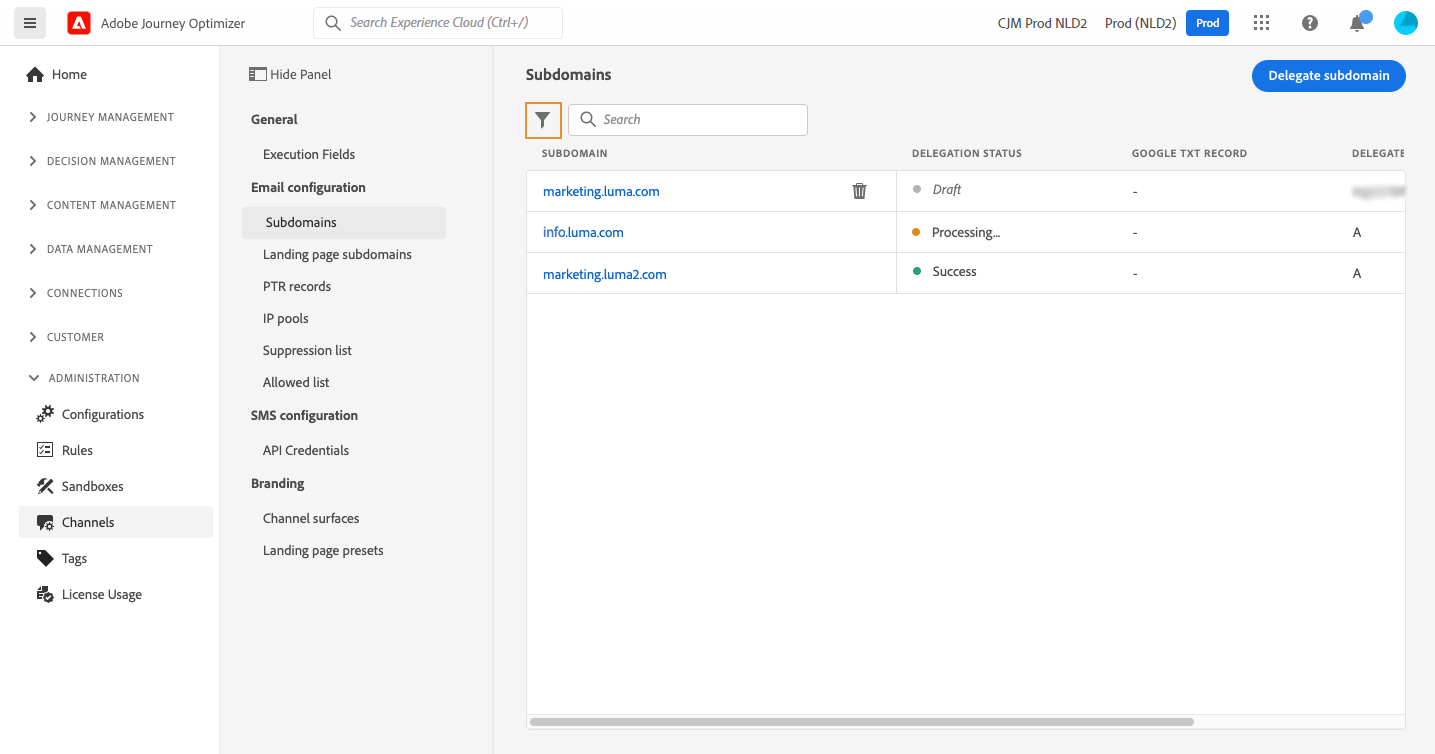 Adobe Journey Optimizer
Search Experience Cloud (Ctrl+/)
CJM Prod NLD2
Prod (NLD2)
Prod
Home
JOURNEY MANAGEMENT
DECISION MANAGEMENT
CONTENT MANAGEMENT
DATA MANAGEMENT
CONNECTIONS
CUSTOMER
ADMINISTRATION
Configurations
Rules
Sandboxes
Channels
Tags
License Usage
Hide Panel
General
Execution Fields
Email configuration
Subdomains
Landing page subdomains
PTR records
IP pools
Suppression list
Allowed list
SMS configuration
API Credentials
Branding
Channel surfaces
Landing page presets
Subdomains
Delegate subdomain
Search
SUBDOMAIN DELEGATION STATUS GOOGLE TXT RECORD DELEGATE
marketing.luma.com Draft -
info.luma.com Processing... - A
marketing.luma2.com Success - A